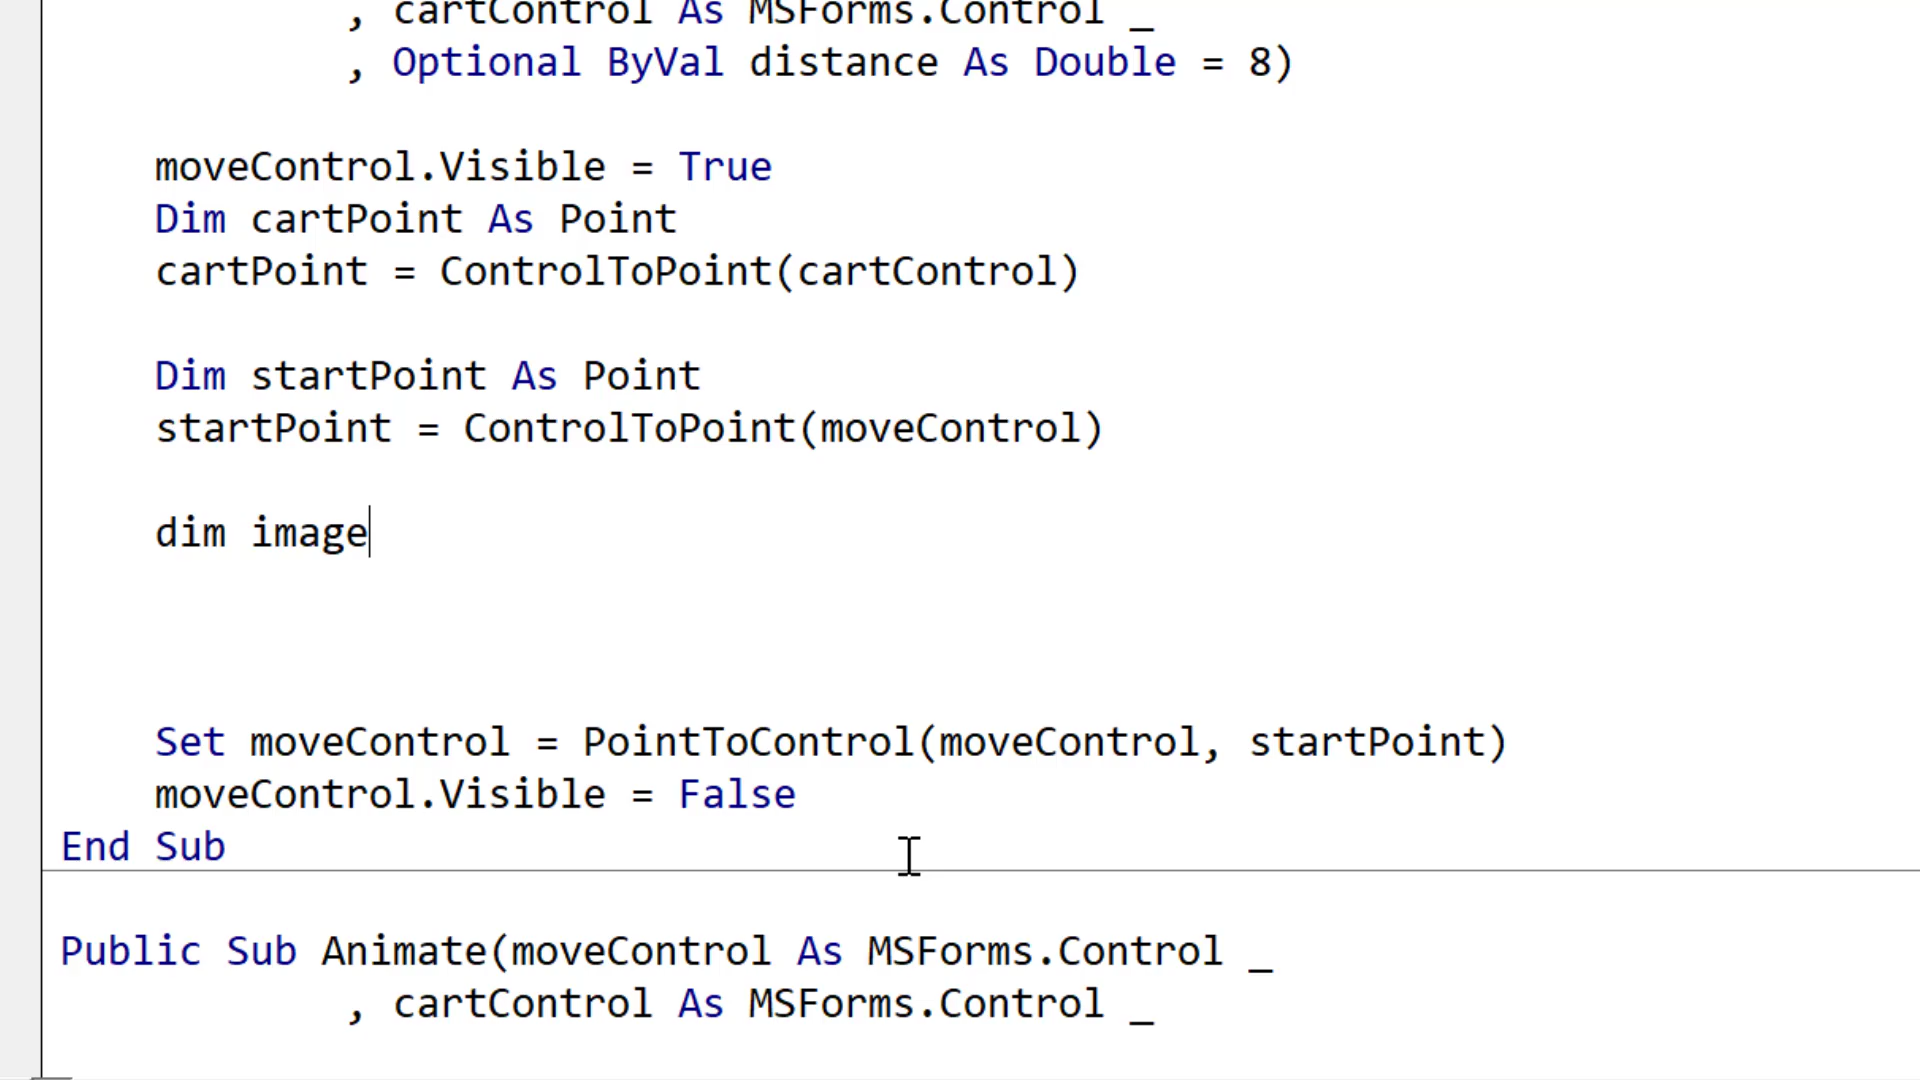 , cartControl As MSForms.Control _
, Optional ByVal distance As Double = 8)
moveControl.Visible = True
Dim cartPoint As Point
cartPoint = ControlToPoint(cartControl)
Dim startPoint As Point
startPoint = ControlToPoint(moveControl)
dim image
Set moveControl = PointToControl(moveControl, startPoint)
moveControl.Visible = False
End Sub
Public Sub Animate(moveControl As MSForms.Control _
, cartControl As MSForms.Control _